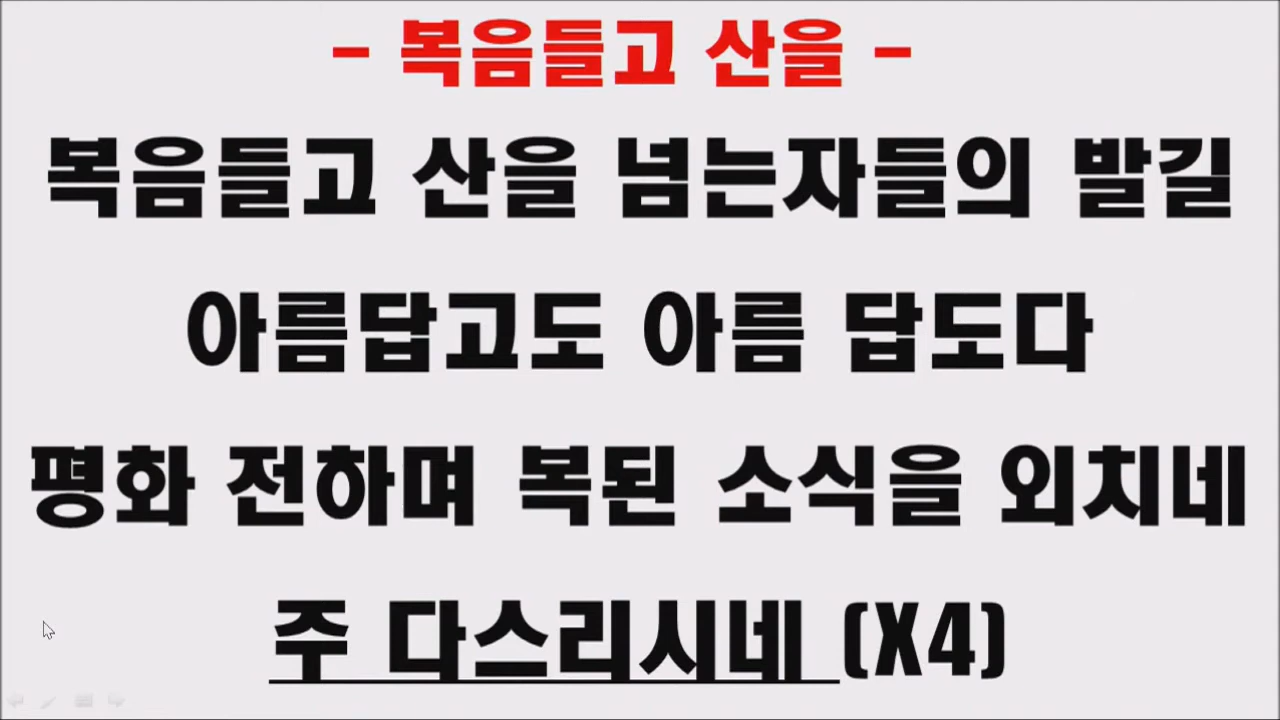 - 복음들고 산을 -
복음들고 산을 넘는자들의 발길
아름답고도 아름 답도다
평화 전하며 복된 소식을 외치네
주 다스리시네 (X4)